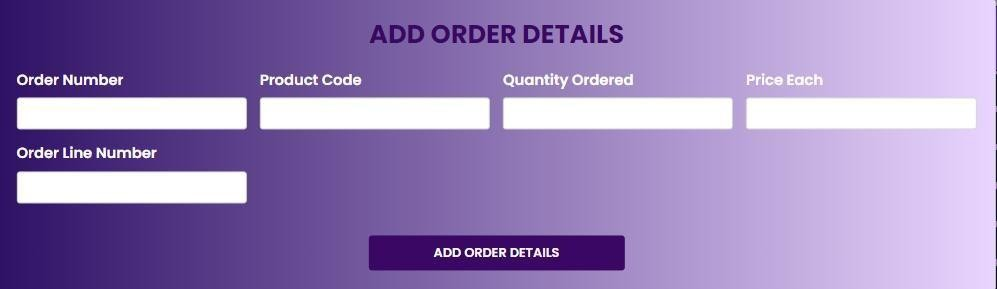 ADD ORDER DETAILS
Order Number Product Code Quantity Ordered Price Each
Order Line Number
ADD ORDER DETAILS